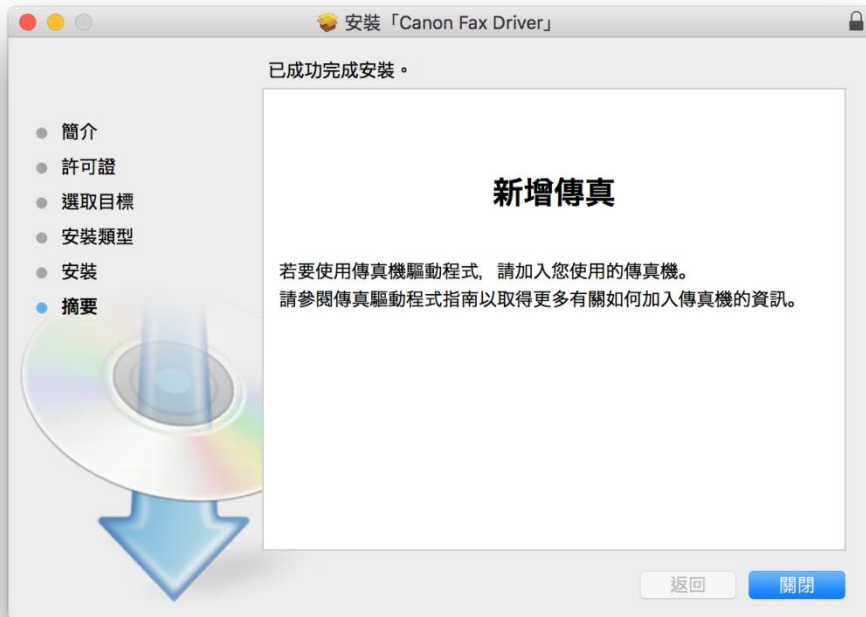 安裝「Canon Fax Driver」
已成功完成安裝。
簡介
許可證
選取目標
安裝類型
安裝
摘要
新增傳真
若要使用傳真機驅動程式，請加入您使用的傳真機。
請參閱傳真驅動程式指南以取得更多有關如何加入傳真機的資訊。
返回
關閉